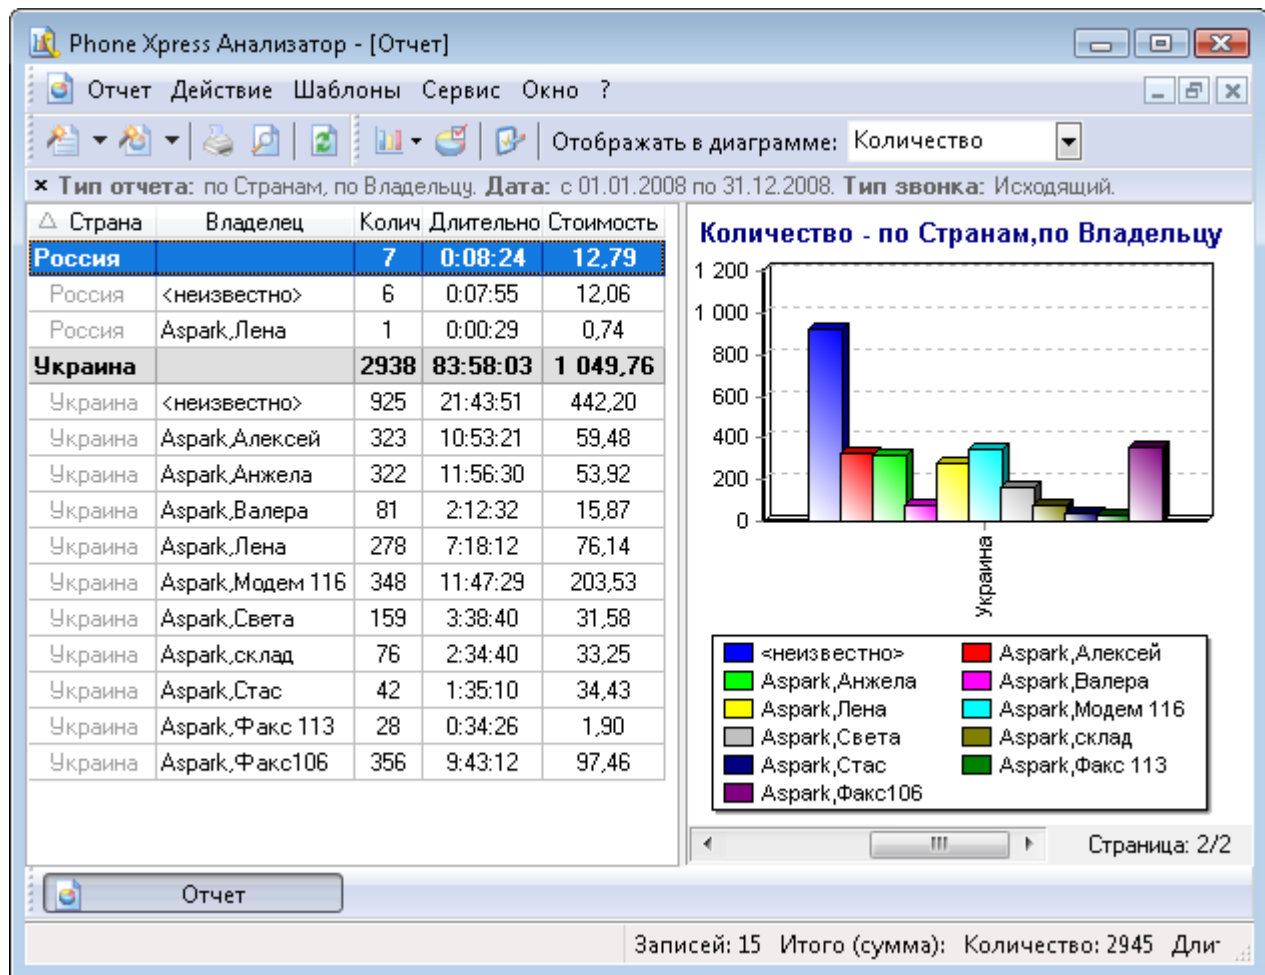 Phone Xpress Анализатор - [Отчет]
Отчет Действие Шаблоны Сервис Окно ?
Отображать в диаграмме: Количество
× Тип отчета: по Странам, по Владельцу. Дата: с 01.01.2008 по 31.12.2008. Тип звонка: Исходящий.
Страна Владелец Колич Длительно Стоимость
Россия 7 0:08:24 12,79
Россия <неизвестно> 6 0:07:55 12,06
Россия Aspark,Лена 1 0:00:29 0,74
Украина 2938 83:58:03 1 049,76
Украина <неизвестно> 925 21:43:51 442,20
Украина Aspark,Алексей 323 10:53:21 59,48
Украина Aspark,Анжела 322 11:56:30 53,92
Украина Aspark,Валера 81 2:12:32 15,87
Украина Aspark,Лена 278 7:18:12 76,14
Украина Aspark,Модем 116 348 11:47:29 203,53
Украина Aspark,Света 159 3:38:40 31,58
Украина Aspark,склад 76 2:34:40 33,25
Украина Aspark,Стас 42 1:35:10 34,43
Украина Aspark,Факс 113 28 0:34:26 1,90
Украина Aspark,Факс106 356 9:43:12 97,46
Количество - по Странам,по Владельцу
1 200
1 000
800
600
400
200
0
Украина
<неизвестно> Aspark,Алексей
Aspark,Анжела Aspark,Валера
Aspark,Лена Aspark,Модем 116
Aspark,Света Aspark,склад
Aspark,Стас Aspark,Факс 113
Aspark,Факс106
Страница: 2/2
Отчет
Записей: 15 Итого (сумма): Количество: 2945 Дли